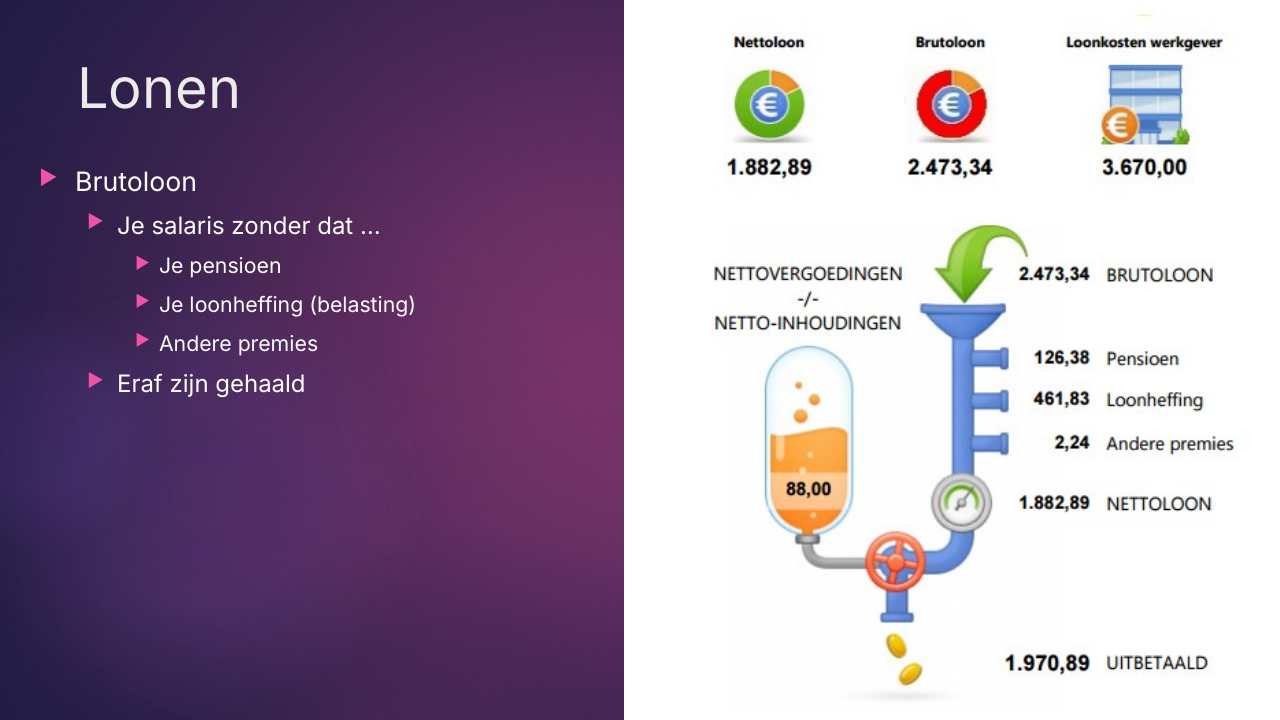 Lonen
Brutoloon
Je salaris zonder dat ...
Je pensioen
Je loonheffing (belasting)
Andere premies
Eraf zijn gehaald
Nettoloon
Brutoloon
Loonkosten werkgever
€
€
€
1.882,89
2.473,34
3.670,00
NETTOVERGOEDINGEN
-/-
NETTO-INHOUDINGEN
88,00
2.473,34 BRUTOLOON
126,38 Pensioen
461,83 Loonheffing
2,24 Andere premies
1.882,89 NETTOLOON
1.970,89 UITBETAALD